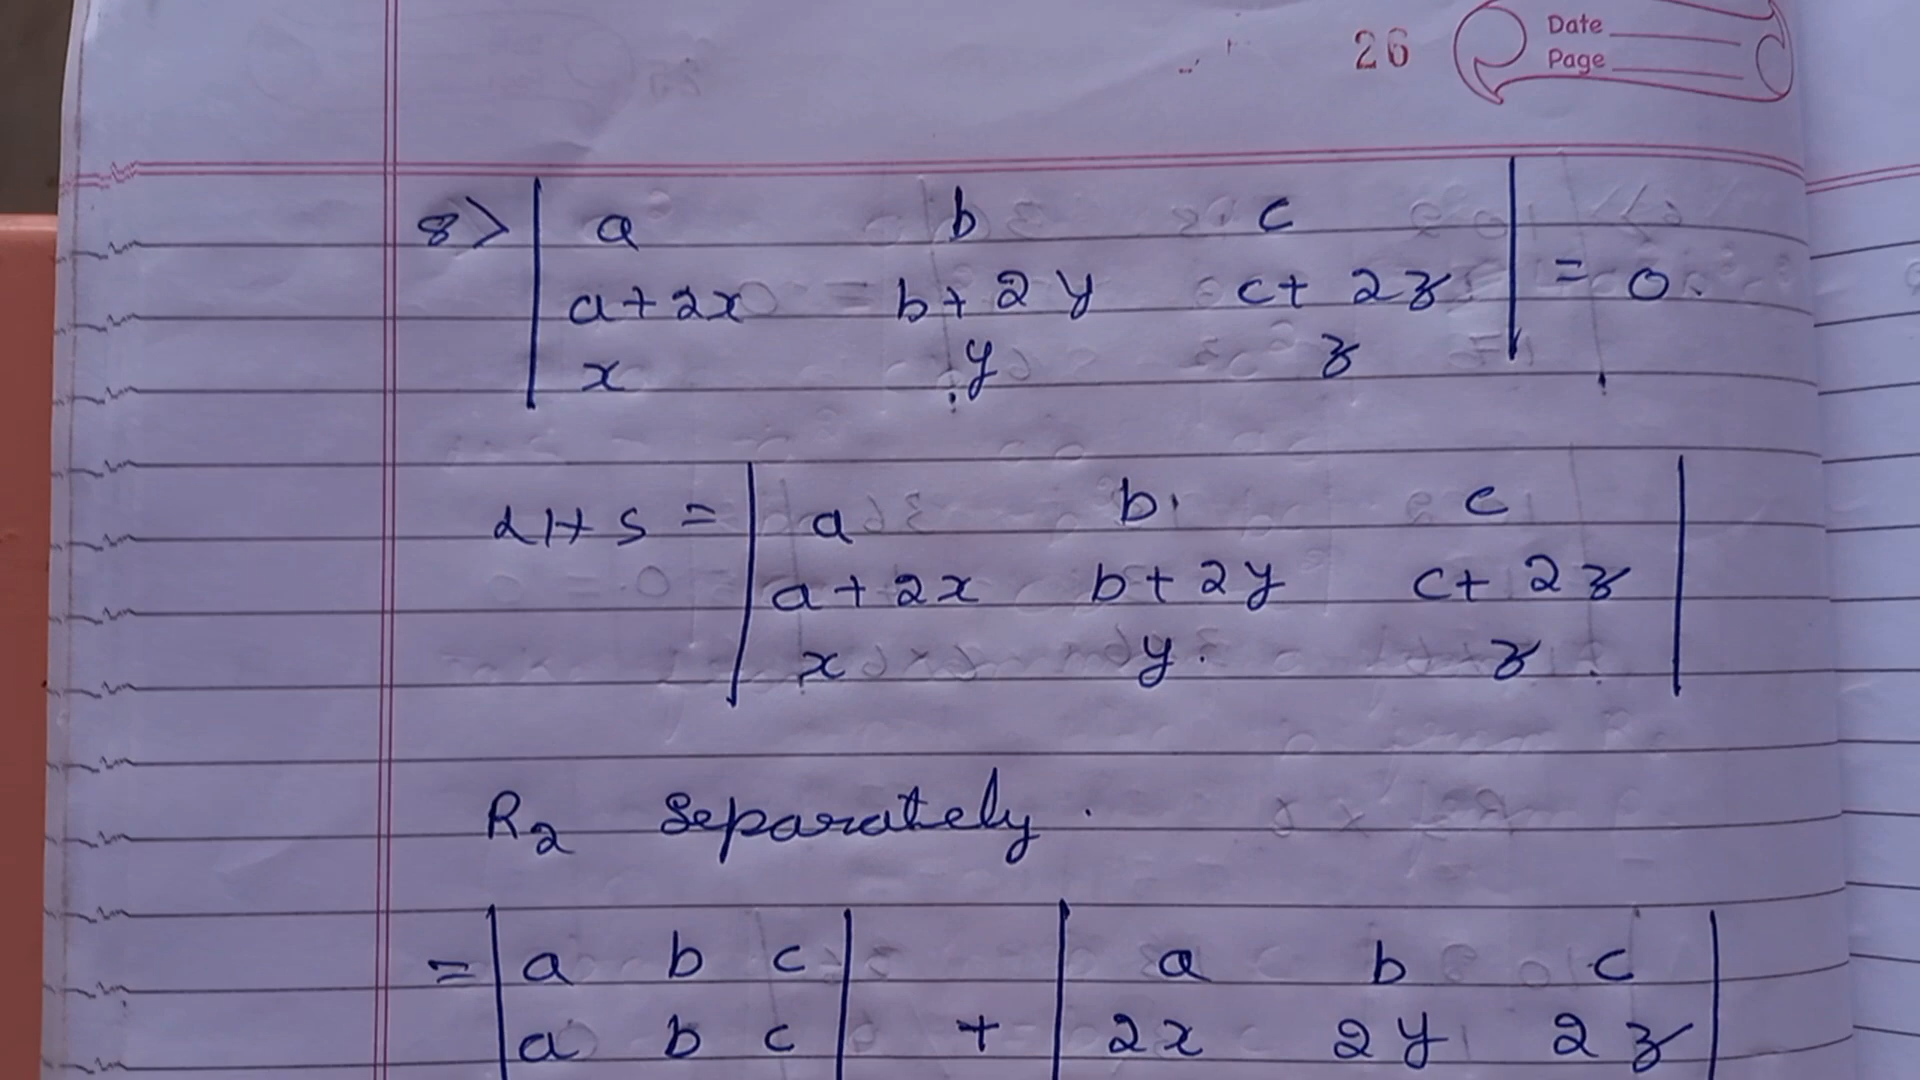 26 Date
Page
8> | a b c |
| a+2x = b+2y c+2z | = 0.
| x y z |
LHS = | a b c |
| a+2x b+2y c+2z |
| x y z |
R2 Separately.
= | a b c | | a b c |
| a b c | + | 2x 2y 2z |